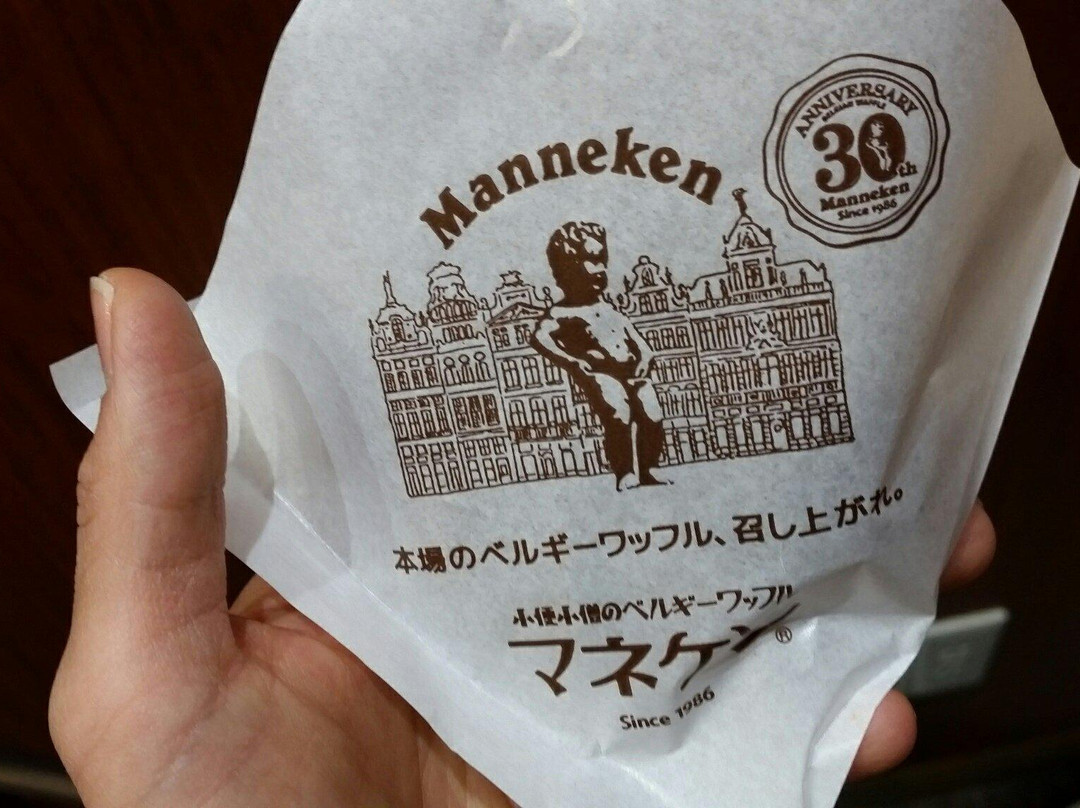 Manneken
ANNIVERSARY
BELGIAN WAFFLE
30th
Manneken
Since 1986
本場のベルギーワッフル、召し上がれ。
小便小僧のベルギーワッフル
マネケン®
Since 1986